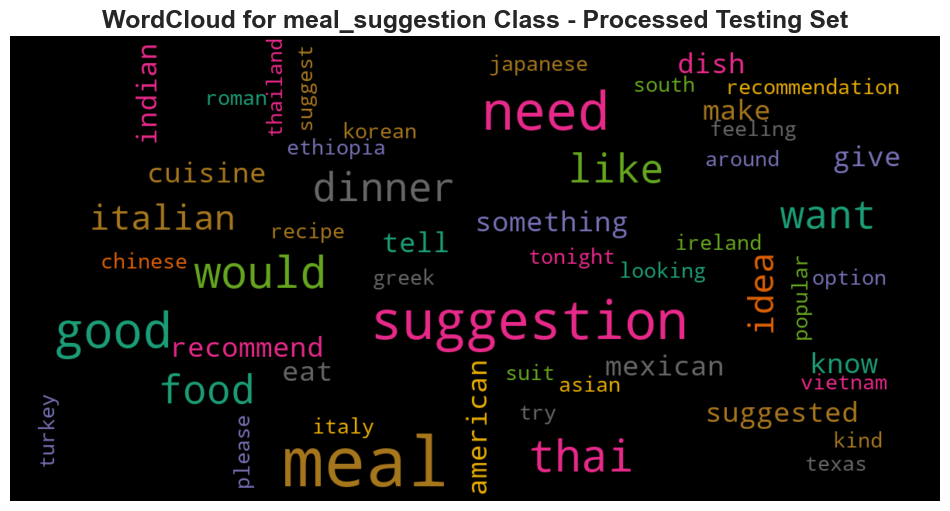 WordCloud for meal_suggestion Class - Processed Testing Set
indian
roman
thailand
suggest
japanese
dish
south
recommendation
need
make
feeling
korean
ethiopia
around
give
cuisine
dinner
like
italian
something
want
recipe
tell
ireland
chinese
would
greek
tonight
looking
idea
popular
option
good
suggestion
recommend
food
eat
american
suit
asian
mexican
know
vietnam
turkey
please
italy
meal
try
thai
suggested
kind
texas